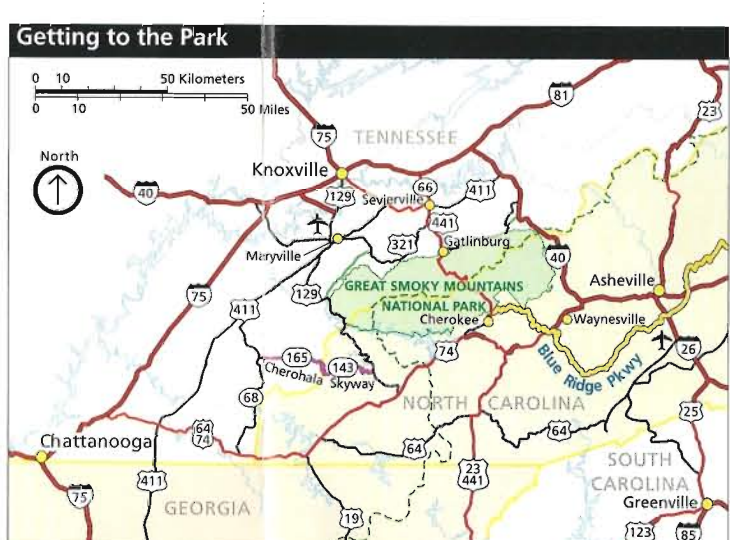 Getting to the Park
0 10 50 Kilometers
0 10 50 Miles
North
81
23
75
TENNESSEE
Knoxville
40
129
66
411
Sevierville
441
Gatlinburg
321
Maryville
40
Asheville
75
129
GREAT SMOKY MOUNTAINS
NATIONAL PARK
411
Cherokee
Waynesville
74
26
165
143
Cherohala Skyway
Blue Ridge Pkwy
68
NORTH CAROLINA
25
64
74
64
64
Chattanooga
SOUTH
CAROLINA
411
23
441
75
GEORGIA
Greenville
19
123
85